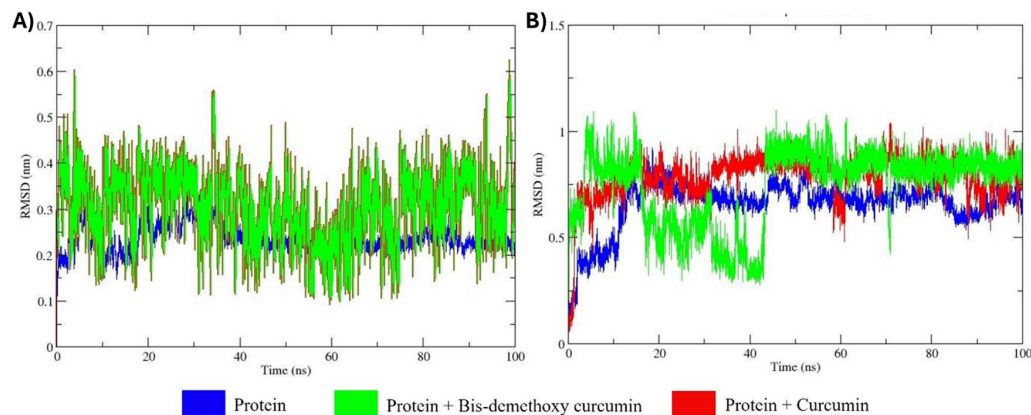 A)
0.7
0.6
0.5
0.4
0.3
0.2
0.1
0
RMSD (nm)
0 20 40 60 80 100
Time (ns)
B)
1.5
1
0.5
0
RMSD (nm)
0 20 40 60 80 100
Time (ns)
Protein
Protein + Bis-demethoxy curcumin
Protein + Curcumin